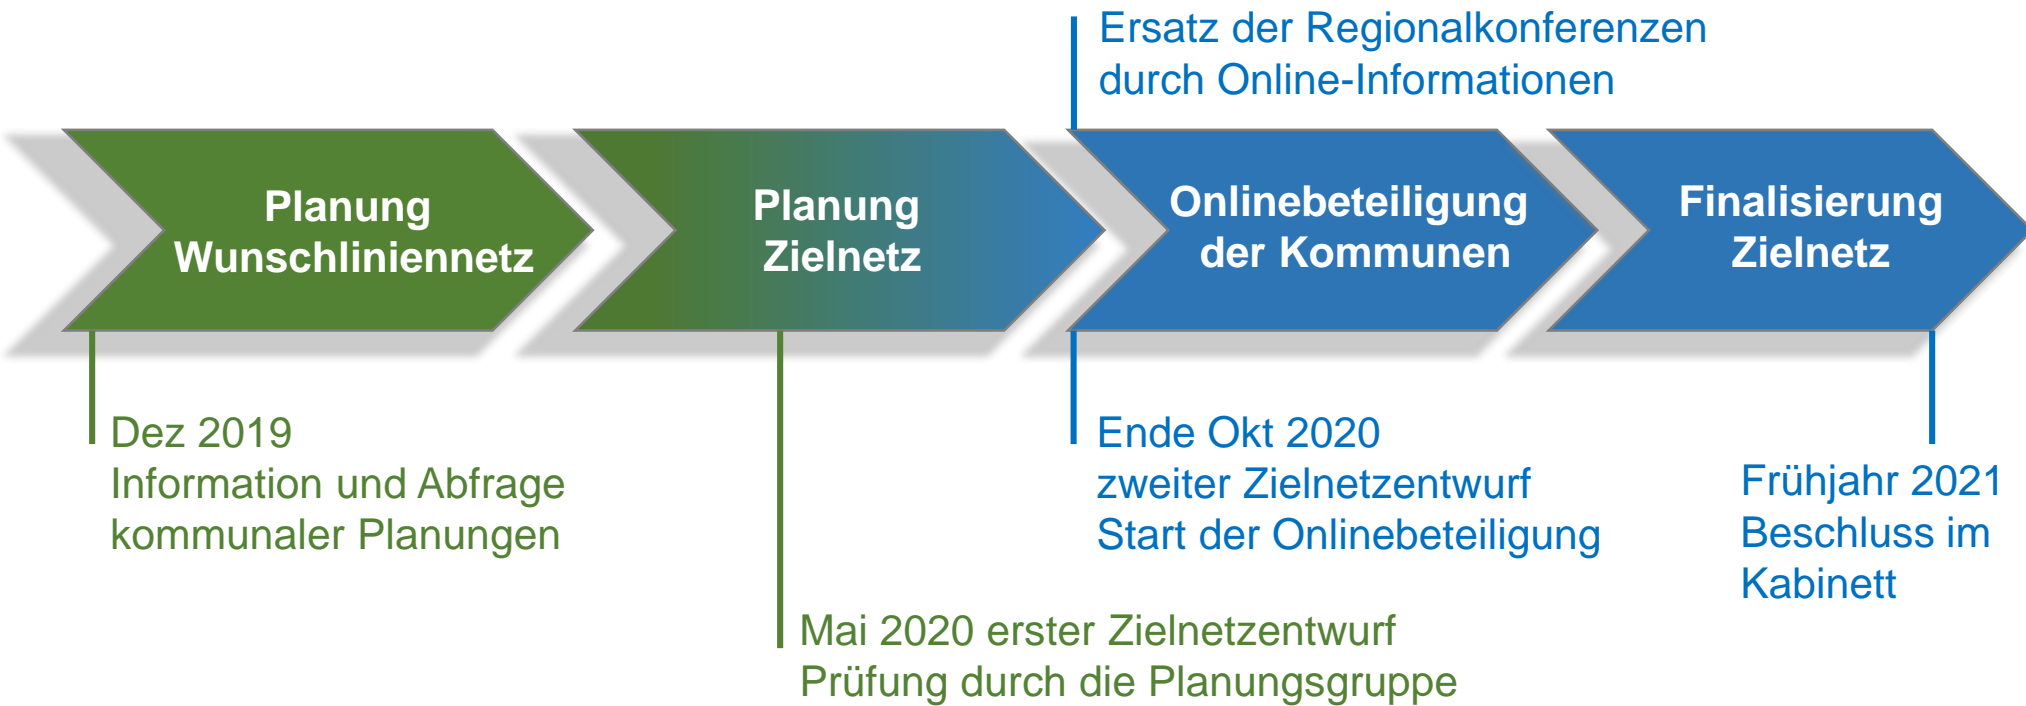 Ersatz der Regionalkonferenzen
durch Online-Informationen
Planung
Wunschliniennetz
Planung
Zielnetz
Onlinebeteiligung
der Kommunen
Finalisierung
Zielnetz
Dez 2019
Information und Abfrage
kommunaler Planungen
Mai 2020 erster Zielnetzentwurf
Prüfung durch die Planungsgruppe
Ende Okt 2020
zweiter Zielnetzentwurf
Start der Onlinebeteiligung
Frühjahr 2021
Beschluss im
Kabinett